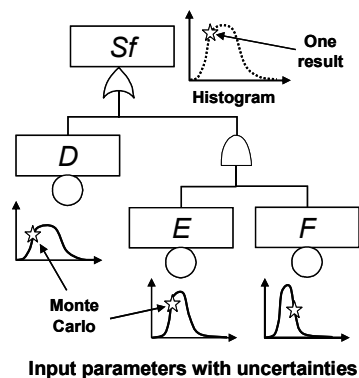 Sf
One
result
Histogram
D
E
F
Monte
Carlo
Input parameters with uncertainties